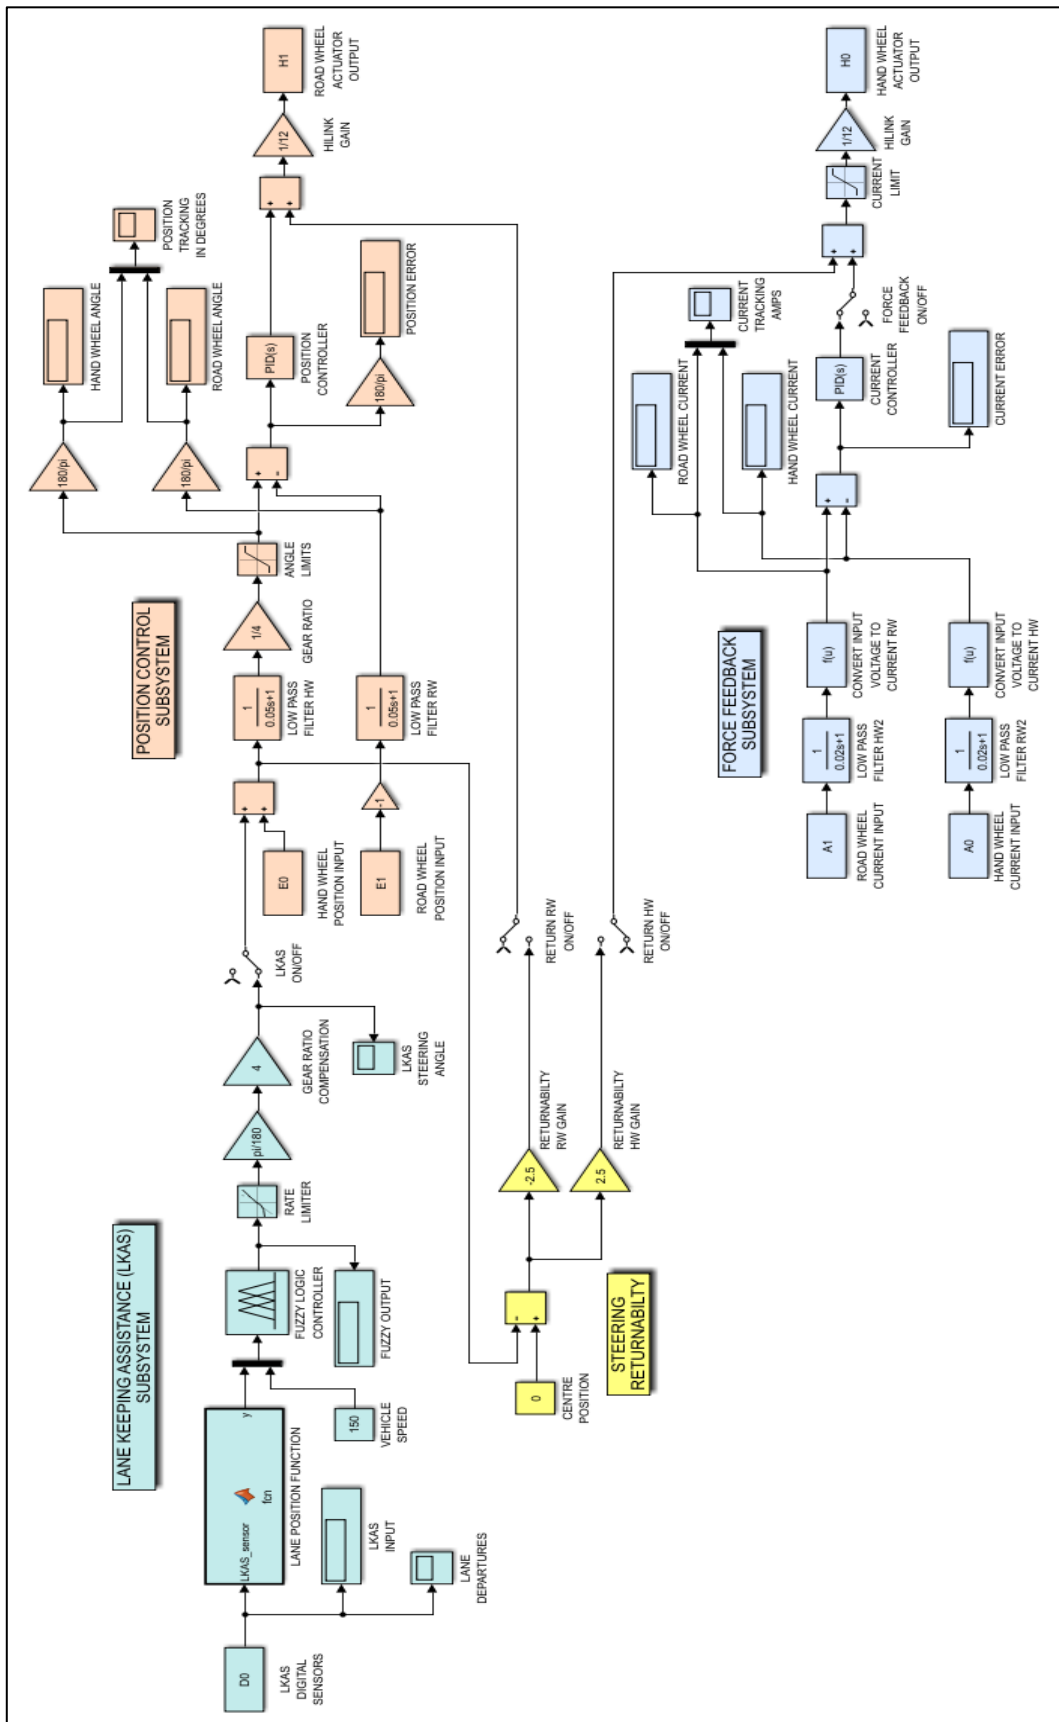 LANE KEEPING ASSISTANCE (LKAS)
SUBSYSTEM
D0
LKAS
DIGITAL
SENSORS
LKAS_sensor
fcn
y
LANE POSITION FUNCTION
LKAS
INPUT
LANE
DEPARTURES
150
VEHICLE
SPEED
FUZZY LOGIC
CONTROLLER
FUZZY OUTPUT
RATE
LIMITER
pi/180
4
GEAR RATIO
COMPENSATION
LKAS
STEERING
ANGLE
LKAS
ON/OFF
POSITION CONTROL
SUBSYSTEM
E0
HAND WHEEL
POSITION INPUT
E1
ROAD WHEEL
POSITION INPUT
+
+
-1
1
0.05s+1
LOW PASS
FILTER HW
1
0.05s+1
LOW PASS
FILTER RW
1/4
GEAR RATIO
ANGLE
LIMITS
180/pi
180/pi
HAND WHEEL ANGLE
ROAD WHEEL ANGLE
POSITION
TRACKING
IN DEGREES
+
-
PID(s)
POSITION
CONTROLLER
180/pi
POSITION ERROR
+
+
1/12
HILINK
GAIN
H1
ROAD WHEEL
ACTUATOR
OUTPUT
STEERING
RETURNABILTY
0
CENTRE
POSITION
-
+
-2.5
RETURNABILTY
RW GAIN
2.5
RETURNABILTY
HW GAIN
RETURN RW
ON/OFF
RETURN HW
ON/OFF
FORCE FEEDBACK
SUBSYSTEM
A1
ROAD WHEEL
CURRENT INPUT
A0
HAND WHEEL
CURRENT INPUT
1
0.02s+1
LOW PASS
FILTER HW2
1
0.02s+1
LOW PASS
FILTER RW2
f(u)
CONVERT INPUT
VOLTAGE TO
CURRENT RW
f(u)
CONVERT INPUT
VOLTAGE TO
CURRENT HW
ROAD WHEEL CURRENT
HAND WHEEL CURRENT
CURRENT
TRACKING
AMPS
+
-
PID(s)
CURRENT
CONTROLLER
CURRENT ERROR
FORCE
FEEDBACK
ON/OFF
+
+
CURRENT
LIMIT
1/12
HILINK
GAIN
H0
HAND WHEEL
ACTUATOR
OUTPUT